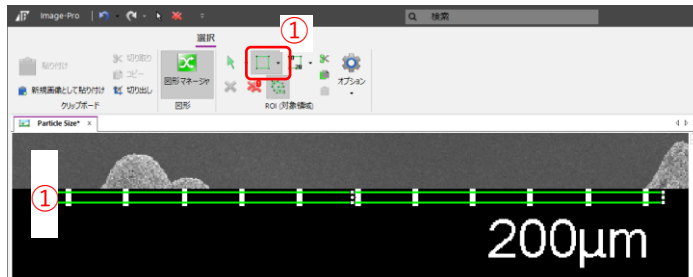 Image-Pro
検索
選択
①
貼付け
切り取り
コピー
新規画像として貼付け
切り出し
クリップボード
図形マネージャ
図形
ROI (対象領域)
オプション
Particle Size* ×
①
200µm